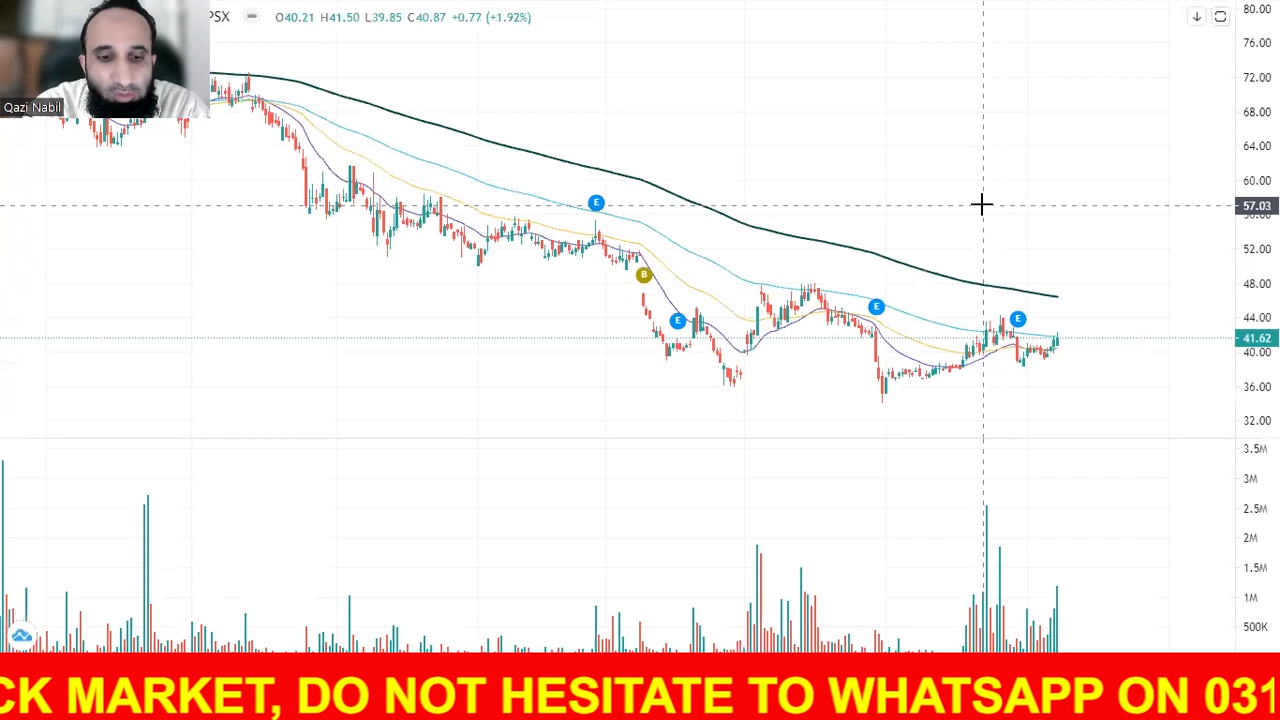 80.00
PSX O40.21 H41.50 L39.85 C40.87 +0.77 (+1.92%)
76.00
72.00
Qazi Nabil
68.00
64.00
60.00
57.03
E
52.00
B
48.00
E
E
E
44.00
41.62
40.00
36.00
32.00
3.5M
3M
2.5M
2M
1.5M
1M
500K
CK MARKET, DO NOT HESITATE TO WHATSAPP ON 031